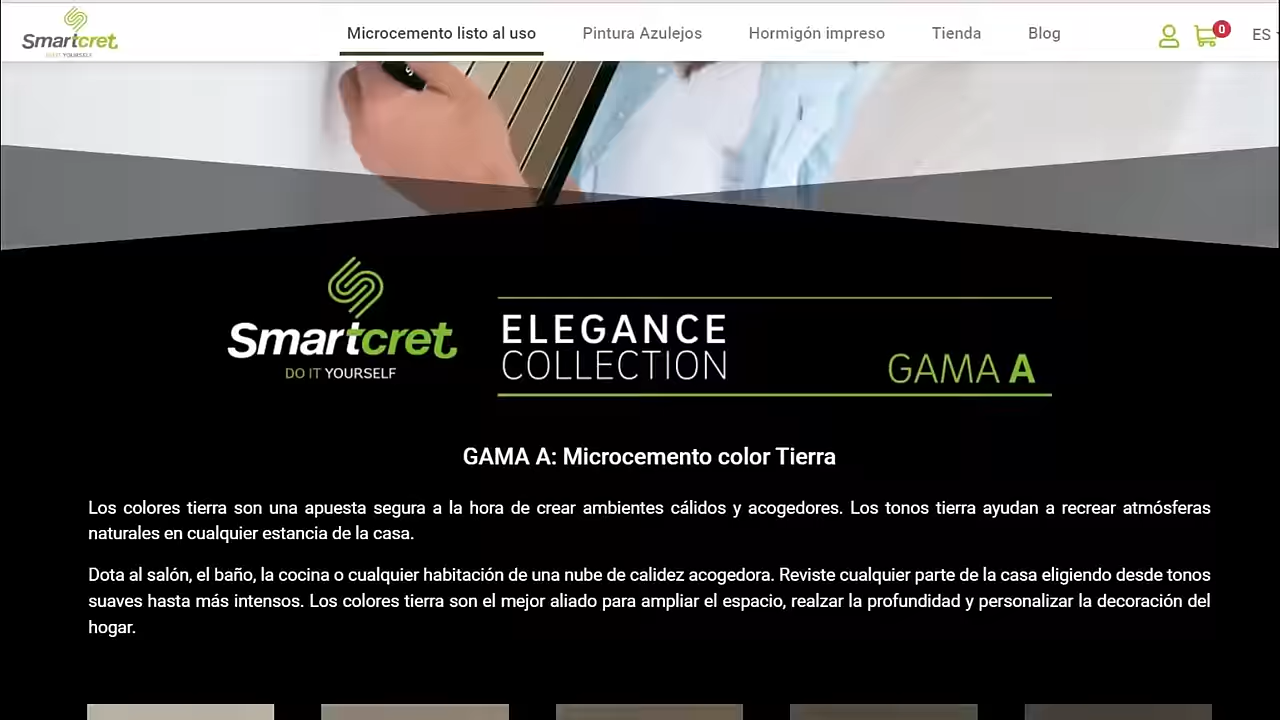 Smartcret
DO IT YOURSELF
Microcemento listo al uso
Pintura Azulejos
Hormigón impreso
Tienda
Blog
0
ES
S
Smartcret
DO IT YOURSELF
ELEGANCE
COLLECTION
GAMA A
GAMA A: Microcemento color Tierra
Los colores tierra son una apuesta segura a la hora de crear ambientes cálidos y acogedores. Los tonos tierra ayudan a recrear atmósferas
naturales en cualquier estancia de la casa.
Dota al salón, el baño, la cocina o cualquier habitación de una nube de calidez acogedora. Reviste cualquier parte de la casa eligiendo desde tonos
suaves hasta más intensos. Los colores tierra son el mejor aliado para ampliar el espacio, realzar la profundidad y personalizar la decoración del
hogar.